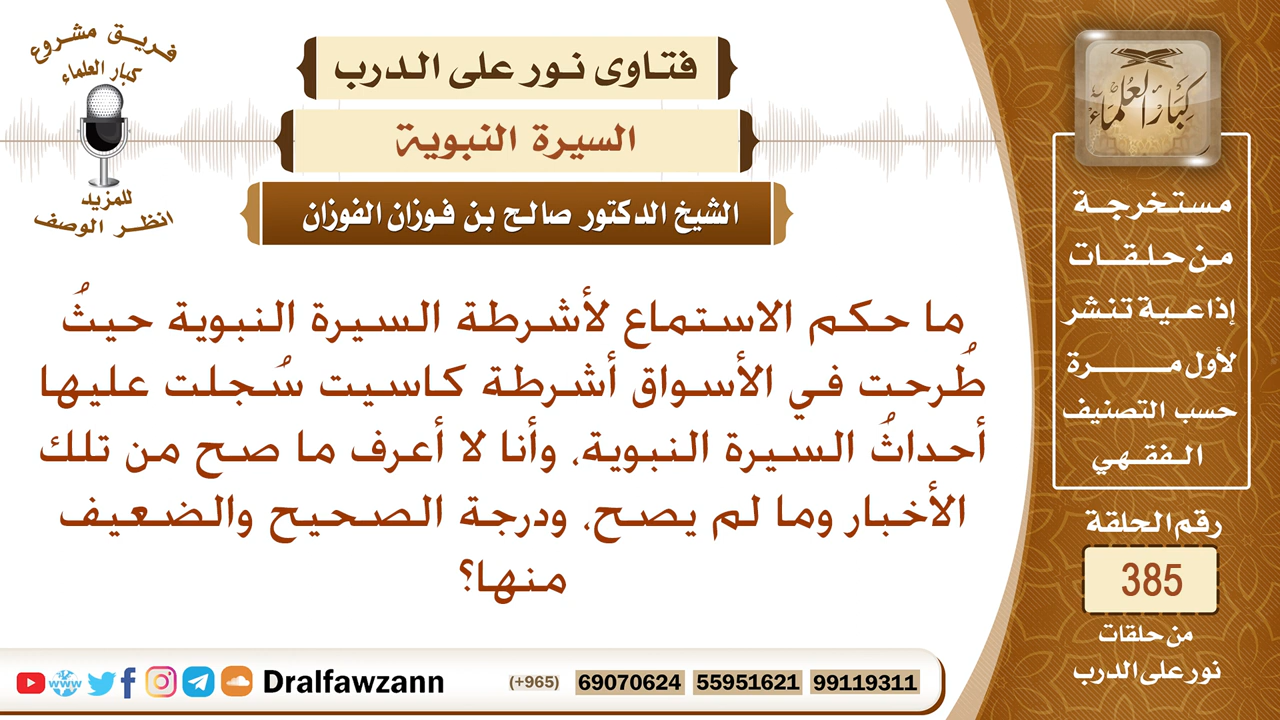 فريق مشروع
كبار العلماء
للمزيد
انظر الوصف
فتاوى نور على الدرب
السيرة النبوية
الشيخ الدكتور صالح بن فوزان الفوزان
ما حكم الاستماع لأشرطة السيرة النبوية حيثُ
طُرحت في الأسواق أشرطة كاسيت سُجلت عليها
أحداثُ السيرة النبوية، وأنا لا أعرف ما صح من تلك
الأخبار وما لم يصح، ودرجة الصحيح والضعيف
منها؟
كبار العلماء
مستخرجة
من حلقات
إذاعية تنشر
لأول مرة
حسب التصنيف
الفقهي
رقم الحلقة
385
من حلقات
نور على الدرب
www Dralfawzann (+965) 69070624 55951621 99119311